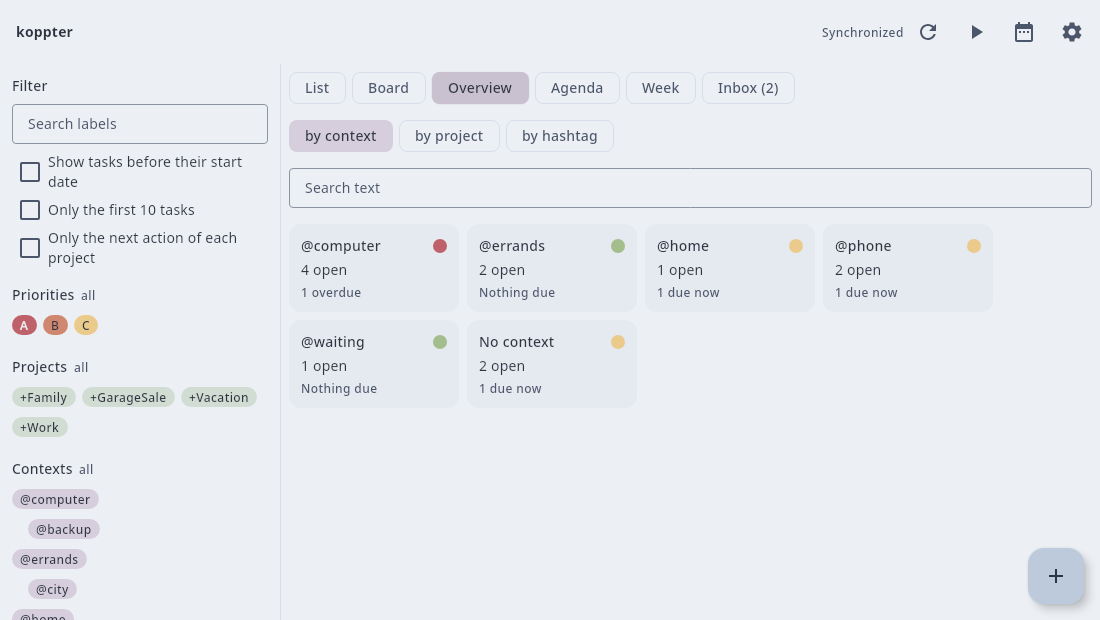 koppter
Synchronized
Filter
Search labels
Show tasks before their start
date
Only the first 10 tasks
Only the next action of each
project
Priorities all
A B C
Projects all
+Family +GarageSale +Vacation
+Work
Contexts all
@computer
@backup
@errands
@city
@home
List Board Overview Agenda Week Inbox (2)
by context by project by hashtag
Search text
@computer
4 open
1 overdue
@errands
2 open
Nothing due
@home
1 open
1 due now
@phone
2 open
1 due now
@waiting
1 open
Nothing due
No context
2 open
1 due now